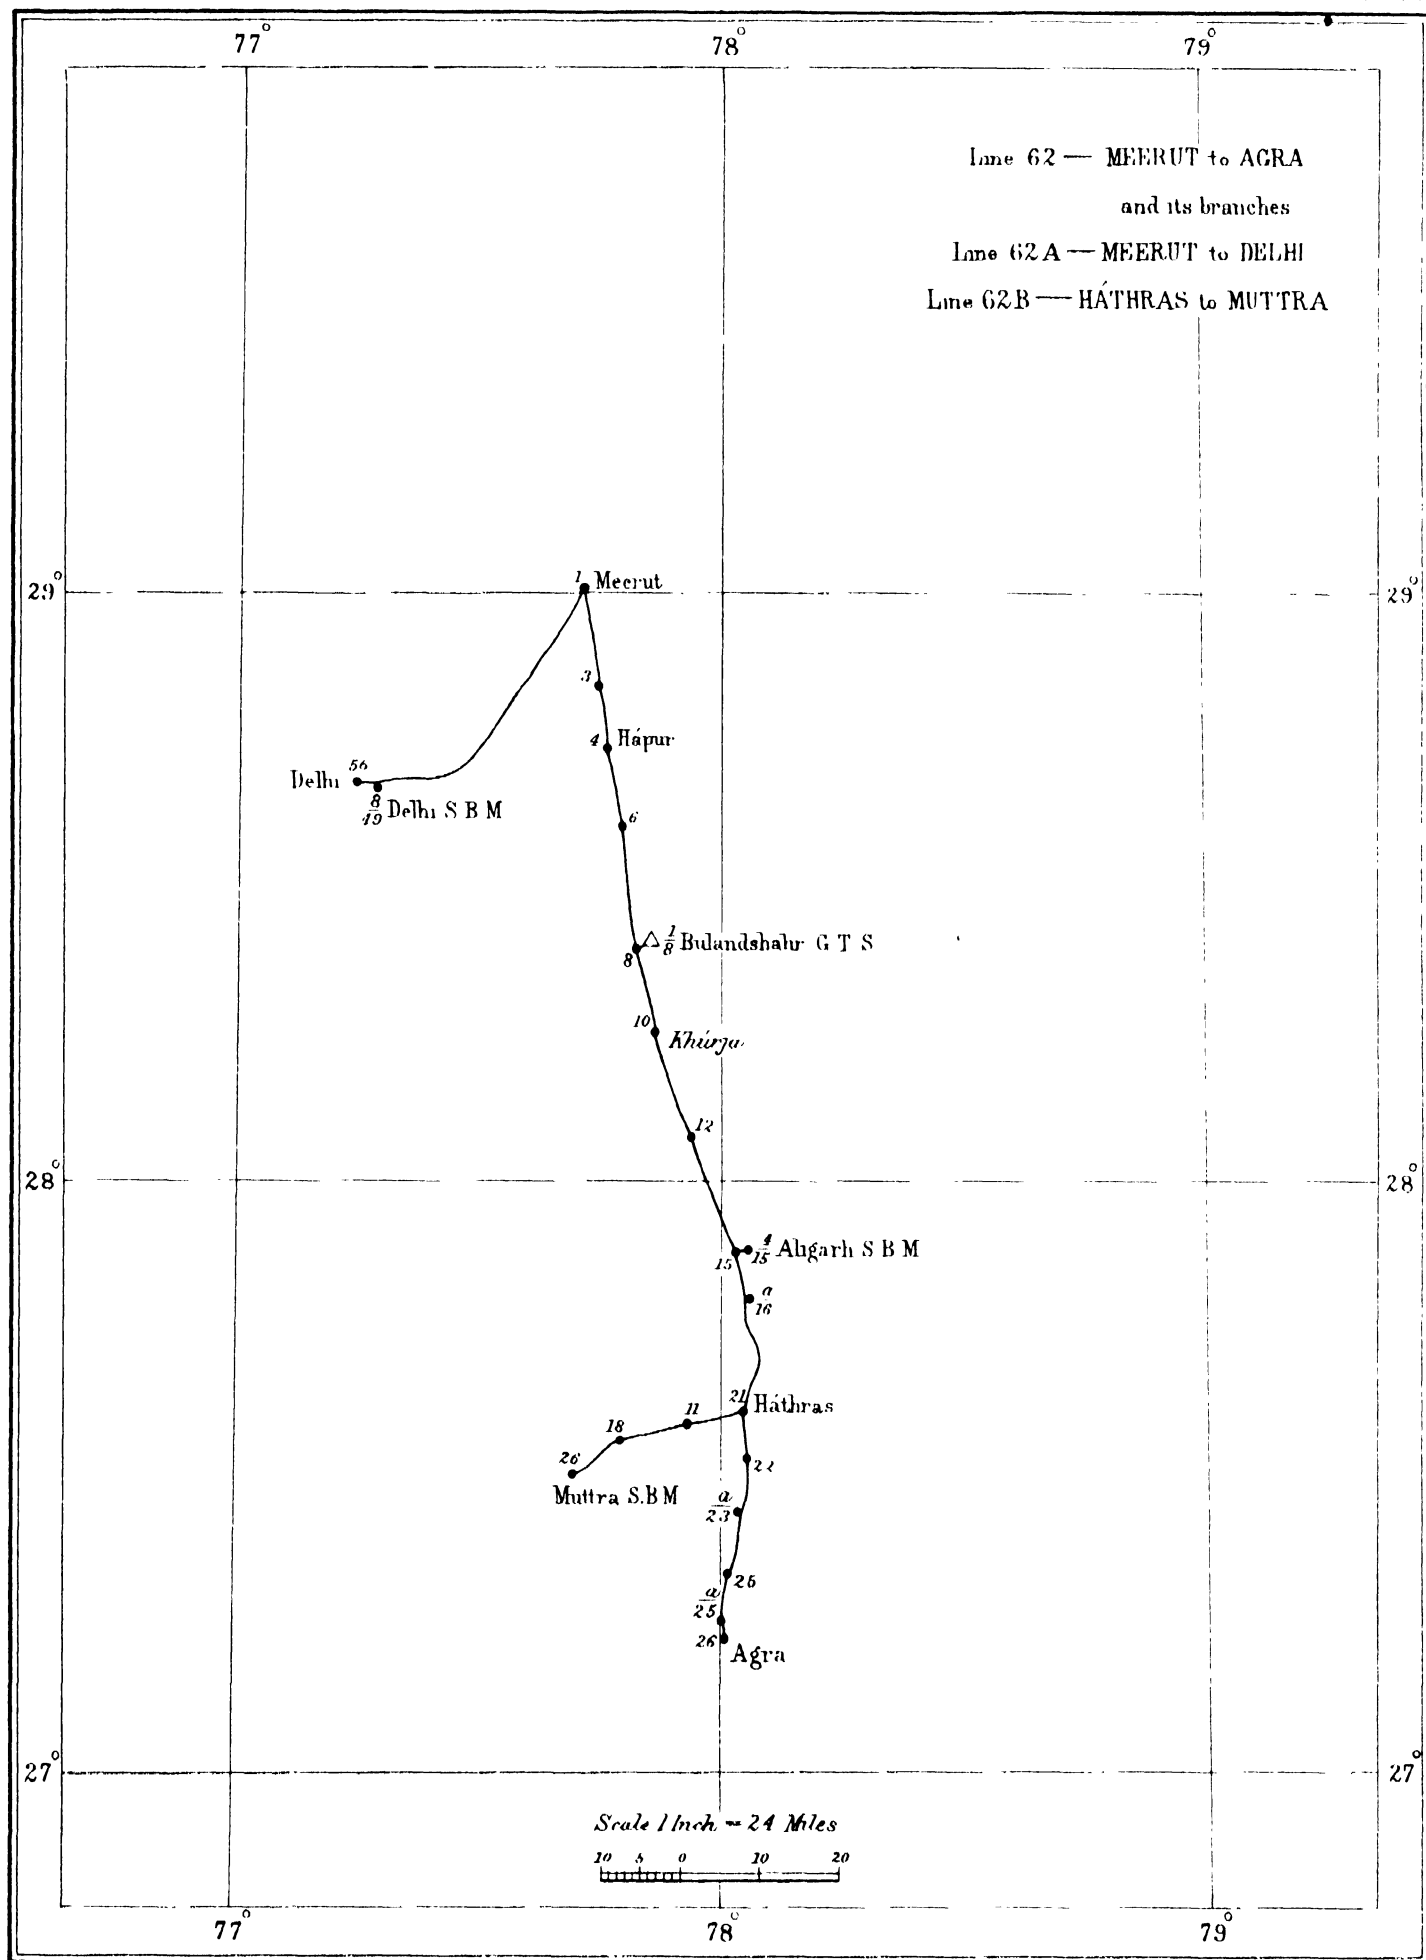 77° 78° 79°
Line 62 — MEERUT to AGRA
and its branches
Line 62A — MEERUT to DELHI
Line 62B — HÁTHRAS to MUTTRA
29° 1 Meerut 29°
3
4 Hápur
Delhi 56
8/49 Delhi S B M
6
8 1/8 Bulandshahr G T S
10 Khúrja
12
28° 28°
15 4/15 Aligarh S B M
a/16
21 Háthras
11
18
26
Muttra S.B M
22
a/23
25
a/25
26 Agra
27° 27°
Scale 1 Inch = 24 Miles
10 5 0 10 20
77° 78° 79°